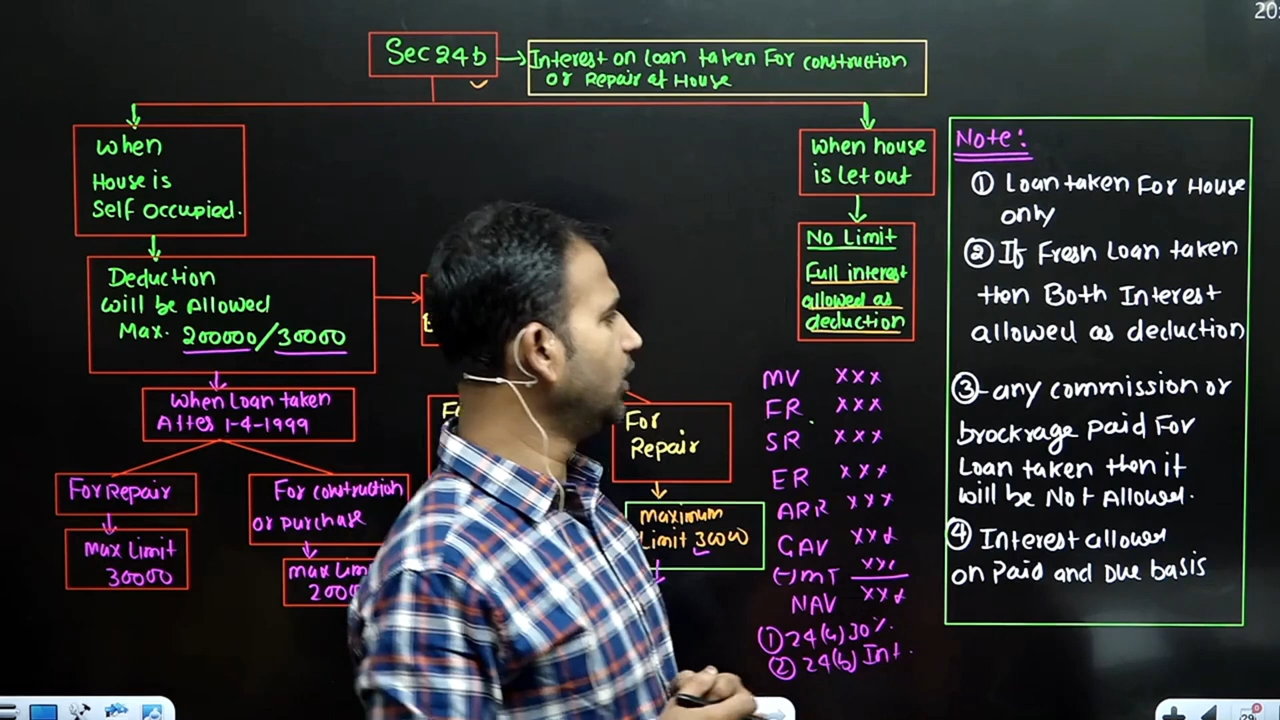 20:
Sec 24 b
Interest on Loan taken For construction
or Repair of House
When
House is
Self Occupied.
Deduction
will be Allowed
Max. 200000/30000
When Loan taken
After 1-4-1999
For Repair
Max Limit
30000
For construction
or purchase
max Limi
2000
For
Repair
maximum
Limit 30000
When house
is Let out
No Limit
Full interest
allowed as
deduction
MV XXX
FR XXX
SR XXX
ER XXX
ARR XXX
GAV XXX
(-) MT XXX
NAV XXX
① 24(a) 30%.
② 24(b) Int.
Note:
① Loan taken For House
only
② If Fresh Loan taken
then Both Interest
allowed as deduction
③ - any commission or
brockrage paid For
Loan taken then it
will be Not Allowed.
④ Interest allower
on Paid and Due basis